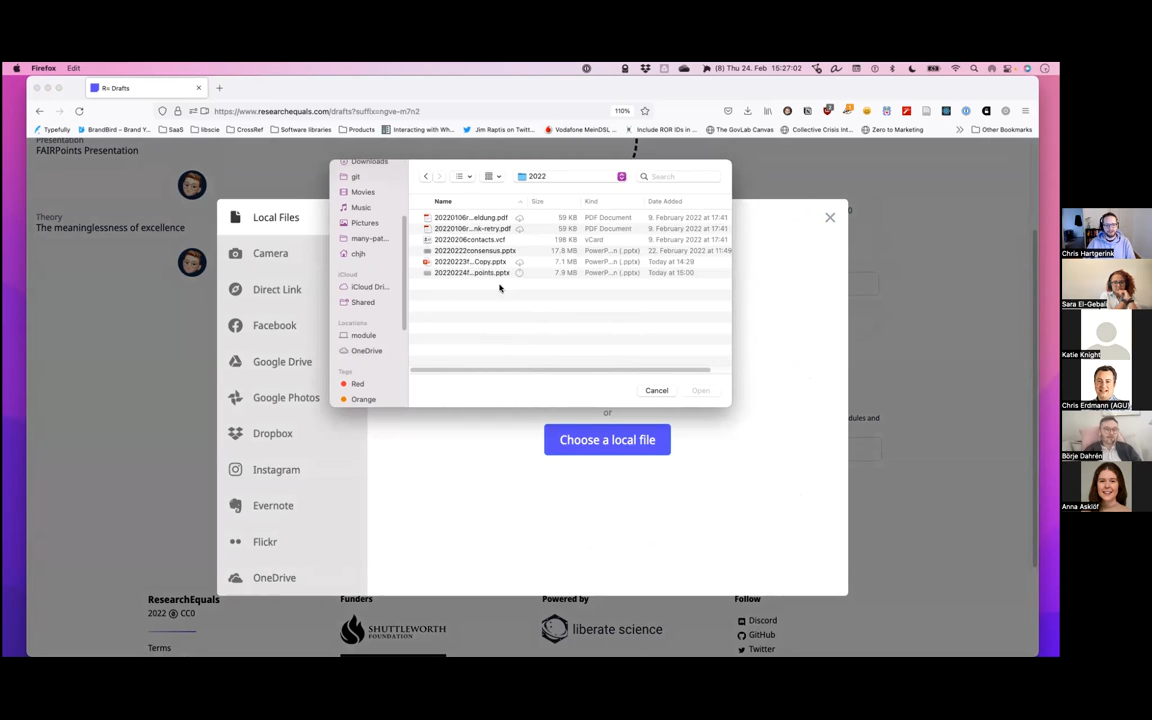 Firefox Edit
(8) Thu 24. Feb 15:27:02
R= Drafts
https://www.researchequals.com/drafts?suffix=ngve-m7n2
110%
Typefully
BrandBird — Brand Y...
SaaS
libscie
CrossRef
Software libraries
Products
Interacting with Wh...
Jim Raptis on Twitt...
Vodafone MeinDSL ...
Include ROR IDs in ...
The GovLab Canvas
Collective Crisis Int...
Zero to Marketing
Other Bookmarks
Presentation
FAIRPoints Presentation
Theory
The meaninglessness of excellence
Local Files
Camera
Direct Link
Facebook
Google Drive
Google Photos
Dropbox
Instagram
Evernote
Flickr
OneDrive
Downloads
git
Movies
Music
Pictures
many-pat...
chjh
iCloud
iCloud Dri...
Shared
Locations
module
OneDrive
Tags
Red
Orange
2022
Search
Name Size Kind Date Added
20220106r...eldung.pdf 59 KB PDF Document 9. February 2022 at 17:41
20220106r...nk-retry.pdf 59 KB PDF Document 9. February 2022 at 17:41
20220206contacts.vcf 198 KB vCard 9. February 2022 at 17:41
20220222consensus.pptx 17.8 MB PowerP...n (.pptx) 22. February 2022 at 11:49
20220223f...Copy.pptx 7.1 MB PowerP...n (.pptx) Today at 14:29
20220224f...points.pptx 7.9 MB PowerP...n (.pptx) Today at 15:00
Cancel
Open
or
Choose a local file
dules and
ResearchEquals
2022 @ CC0
Terms
Funders
SHUTTLEWORTH
FOUNDATION
Powered by
liberate science
Follow
Discord
GitHub
Twitter
Chris Hartgerink
Sara El-Gebali
Katie Knight
Chris Erdmann (AGU)
Börje Dahrén
Anna Asklöf